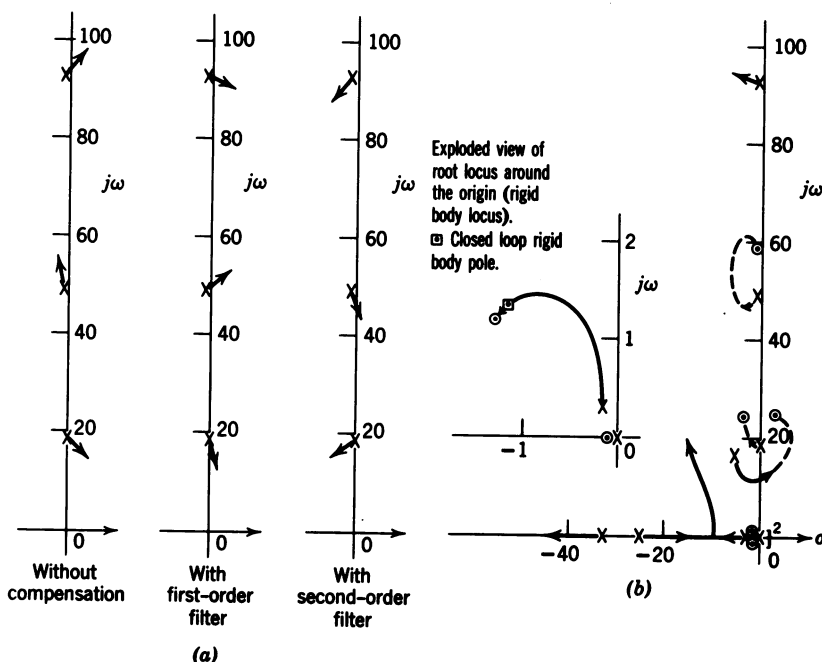 100
80
jω
60
40
20
0
Without
compensation
100
80
jω
60
40
20
0
With
first-order
filter
100
80
jω
60
40
20
0
With
second-order
filter
(a)
Exploded view of
root locus around
the origin (rigid
body locus).
Closed loop rigid
body pole.
2
jω
1
-1
0
100
80
jω
60
40
20
-40
-20
2
0
σ
(b)